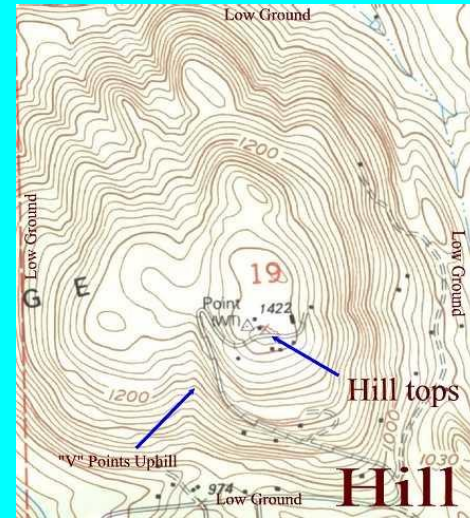 Low Ground
1200
Low Ground
Low Ground
19
G E
Point
(WT)
1422
Hill tops
1200
1000
"V" Points Uphill
1030
974
Low Ground
Hill